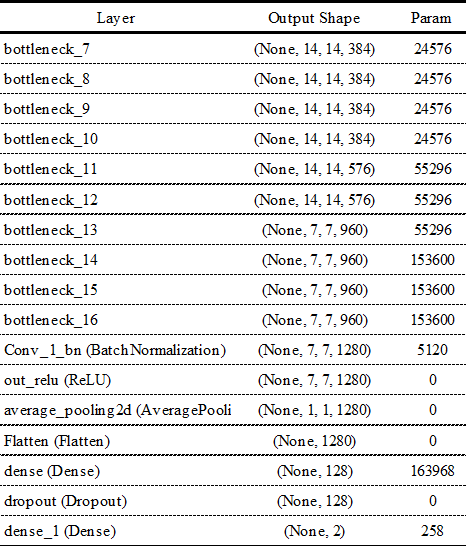 Layer Output Shape Param
bottleneck_7 (None, 14, 14, 384) 24576
bottleneck_8 (None, 14, 14, 384) 24576
bottleneck_9 (None, 14, 14, 384) 24576
bottleneck_10 (None, 14, 14, 384) 24576
bottleneck_11 (None, 14, 14, 576) 55296
bottleneck_12 (None, 14, 14, 576) 55296
bottleneck_13 (None, 7, 7, 960) 55296
bottleneck_14 (None, 7, 7, 960) 153600
bottleneck_15 (None, 7, 7, 960) 153600
bottleneck_16 (None, 7, 7, 960) 153600
Conv_1_bn (BatchNormalization) (None, 7, 7, 1280) 5120
out_relu (ReLU) (None, 7, 7, 1280) 0
average_pooling2d (AveragePooli (None, 1, 1, 1280) 0
Flatten (Flatten) (None, 1280) 0
dense (Dense) (None, 128) 163968
dropout (Dropout) (None, 128) 0
dense_1 (Dense) (None, 2) 258